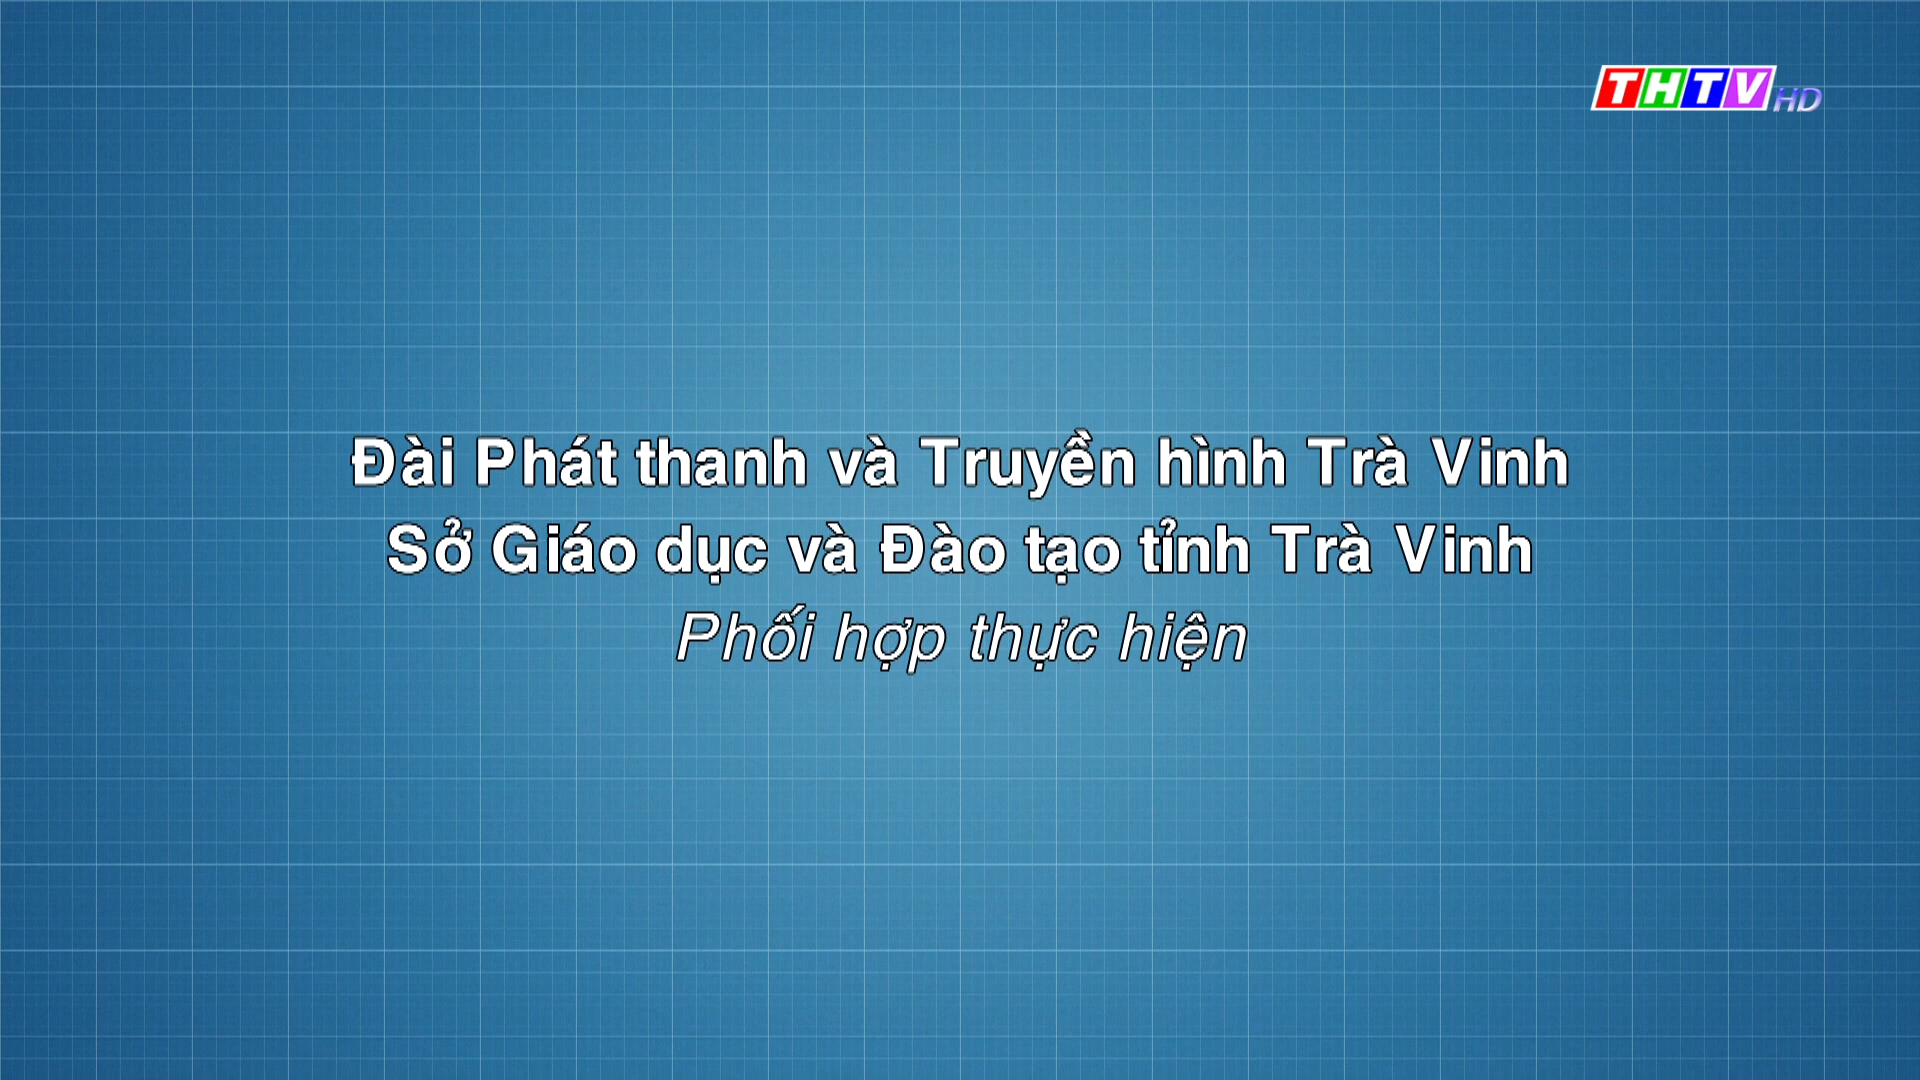 THTV HD
Đài Phát thanh và Truyền hình Trà Vinh
Sở Giáo dục và Đào tạo tỉnh Trà Vinh
Phối hợp thực hiện